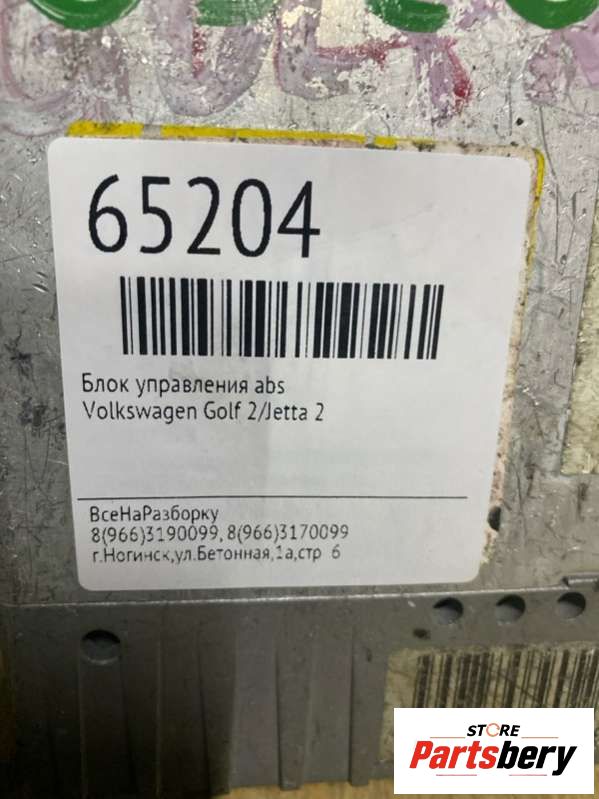 65204
Блок управления abs
Volkswagen Golf 2/Jetta 2
ВсеНаРазборку
8(966)3190099, 8(966)3170099
г.Ногинск,ул.Бетонная,1а,стр 6
STORE
Partsbery